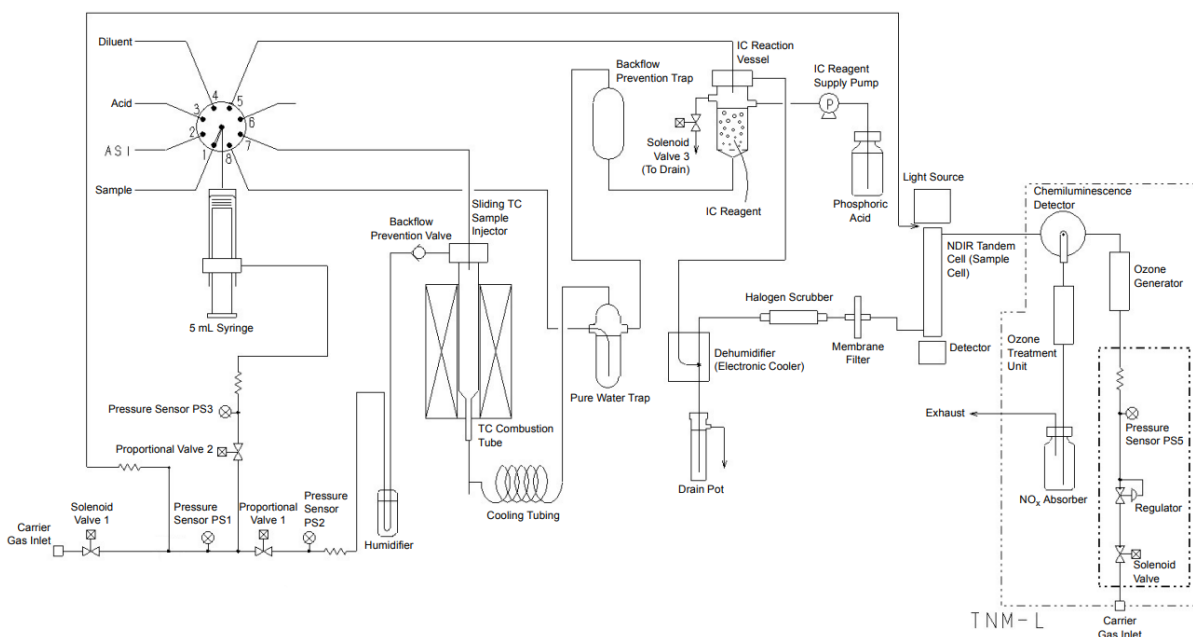 Diluent
Acid
ASI
Sample
4
5
3
6
2
7
1
8
5 mL Syringe
Pressure Sensor PS3
Proportional Valve 2
Solenoid
Valve 1
Carrier
Gas Inlet
Pressure
Sensor PS1
Proportional
Valve 1
Pressure
Sensor
PS2
Humidifier
Backflow
Prevention Valve
Sliding TC
Sample
Injector
TC Combustion
Tube
Cooling Tubing
Pure Water Trap
Backflow
Prevention Trap
IC Reaction
Vessel
Solenoid
Valve 3
(To Drain)
IC Reagent
IC Reagent
Supply Pump
P
Phosphoric
Acid
Dehumidifier
(Electronic Cooler)
Drain Pot
Halogen Scrubber
Membrane
Filter
Light Source
NDIR Tandem
Cell (Sample
Cell)
Detector
Chemiluminescence
Detector
Ozone
Generator
Ozone
Treatment
Unit
Exhaust
NOx Absorber
Pressure
Sensor PS5
Regulator
Solenoid
Valve
TNM-L
Carrier
Gas Inlet